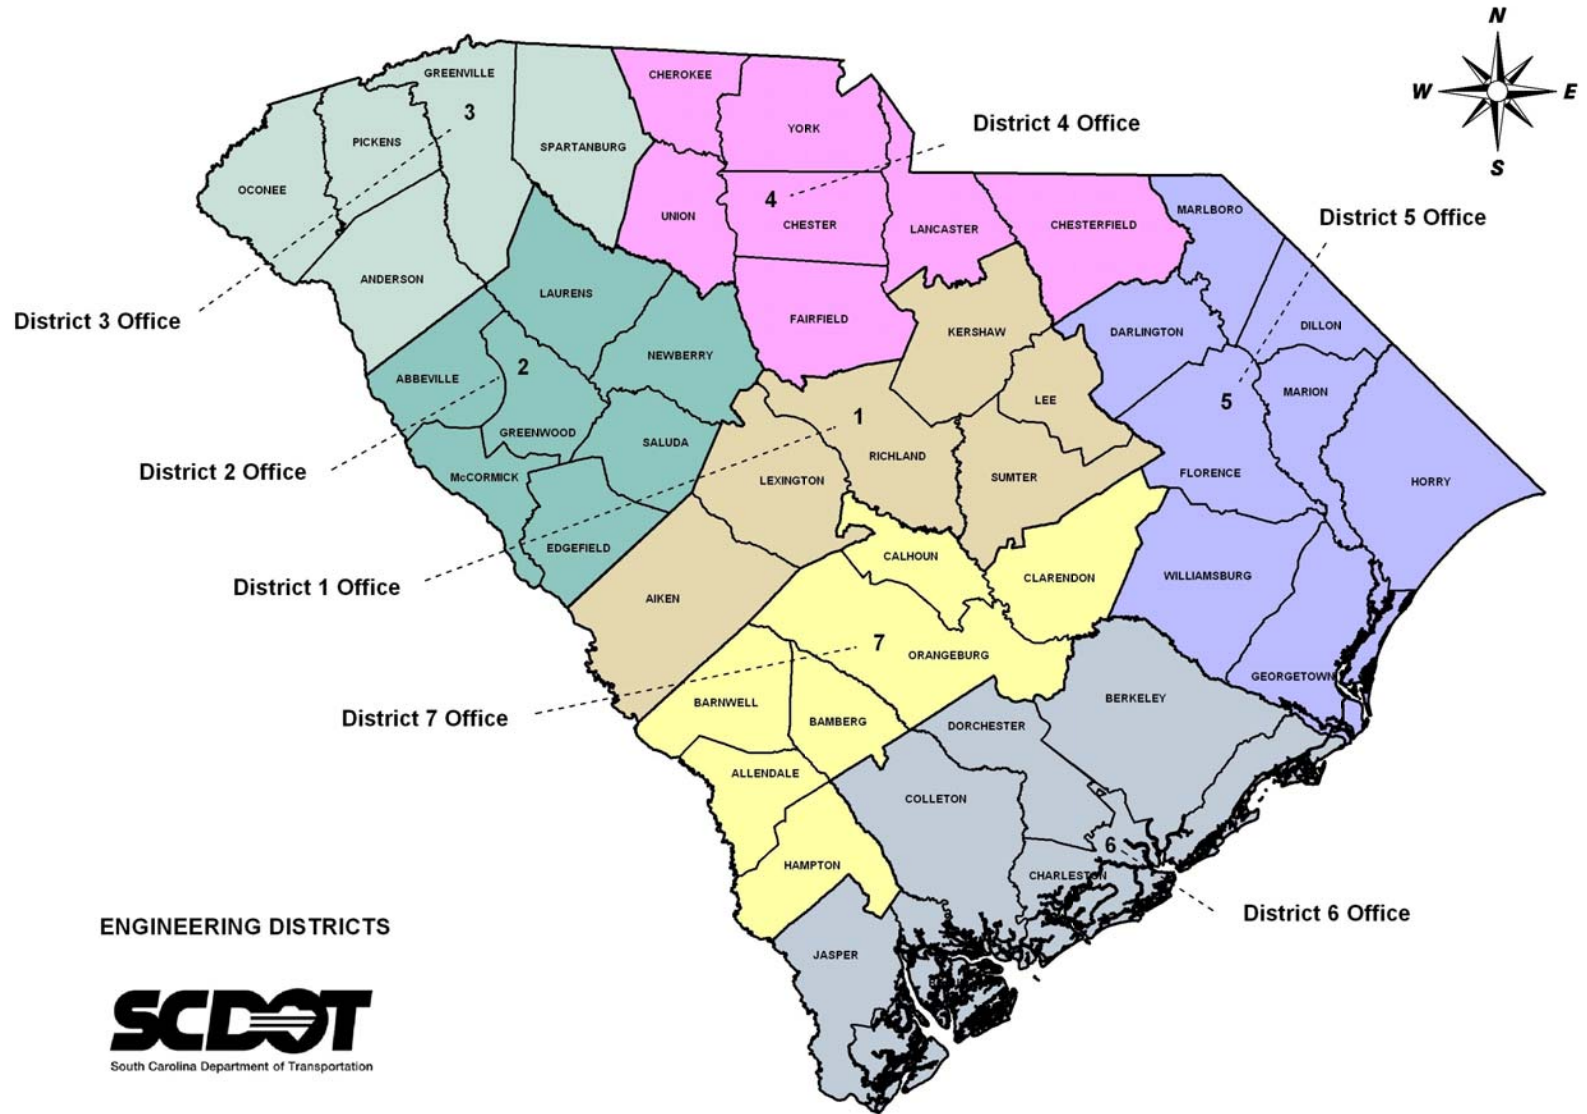 N
W
E
S
GREENVILLE
CHEROKEE
3
YORK
District 4 Office
PICKENS
SPARTANBURG
OCONEE
4
UNION
CHESTER
LANCASTER
CHESTERFIELD
MARLBORO
District 5 Office
ANDERSON
LAURENS
District 3 Office
FAIRFIELD
KERSHAW
DARLINGTON
DILLON
NEWBERRY
2
ABBEVILLE
LEE
5
MARION
1
GREENWOOD
SALUDA
RICHLAND
District 2 Office
McCORMICK
LEXINGTON
SUMTER
FLORENCE
HORRY
EDGEFIELD
CALHOUN
CLARENDON
WILLIAMSBURG
District 1 Office
AIKEN
7
ORANGEBURG
GEORGETOWN
BARNWELL
BERKELEY
District 7 Office
BAMBERG
DORCHESTER
ALLENDALE
COLLETON
6
HAMPTON
CHARLESTON
District 6 Office
ENGINEERING DISTRICTS
JASPER
SCDOT
South Carolina Department of Transportation